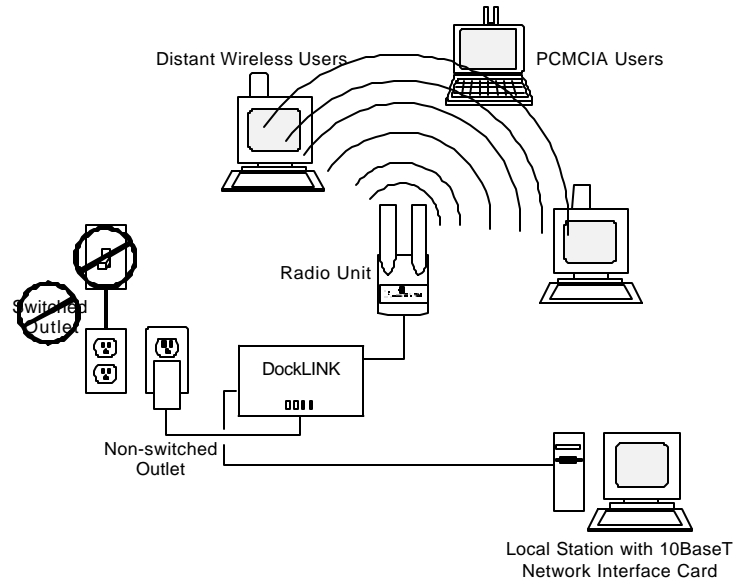 Distant Wireless Users
PCMCIA Users
Radio Unit
Switched
Outlet
DockLINK
Non-switched
Outlet
Local Station with 10BaseT
Network Interface Card